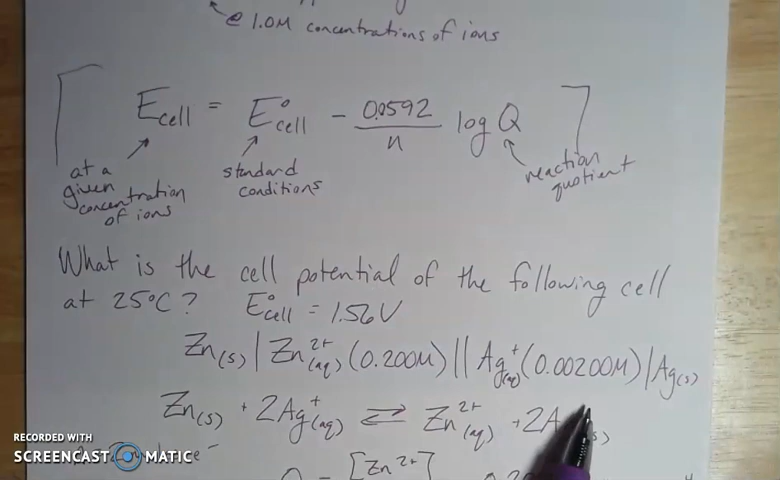 @ 1.0M concentrations of ions
E cell = E° cell - 0.0592 / n log Q
at a given concentration of ions
standard conditions
reaction quotient
What is the cell potential of the following cell
at 25°C? E° cell = 1.56V
Zn(s) | Zn²⁺(aq) (0.200M) || Ag⁺(aq) (0.00200M) | Ag(s)
Zn(s) + 2Ag⁺(aq) ⇌ Zn²⁺(aq) + 2A (s)
[Zn²⁺]
RECORDED WITH
SCREENCAST MATIC